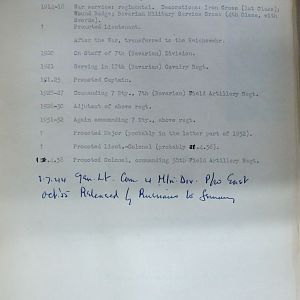 1914-18 War service regimental. Decorations: Iron Cross (1st Class);
Wound Badge; Bavarian Military Service Cross (4th Class, with
Swords).
? Promoted Lieutenant.
After the War, transferred to the Reichswehr.
1920 On Staff of 7th (Bavarian) Division.
1921 Serving in 17th (Bavarian) Cavalry Regt.
1.23 Promoted Captain.
1925-27 Commanding 7 Bty., 7th (Bavarian) Field Artillery Regt.
1928-30 Adjutant of above regt.
1931-32 Again commanding 7 Bty., above regt.
? Promoted Major (probably in the latter part of 1932).
? Promoted Lieut.-Colonel (probably .4.36).
.4.38 Promoted Colonel, commanding 38th Field Artillery Regt.
1.7.44 Gen. Lt. Com 4 Mtn. Div. P/W East
Oct 55 Released by Russians to Germany